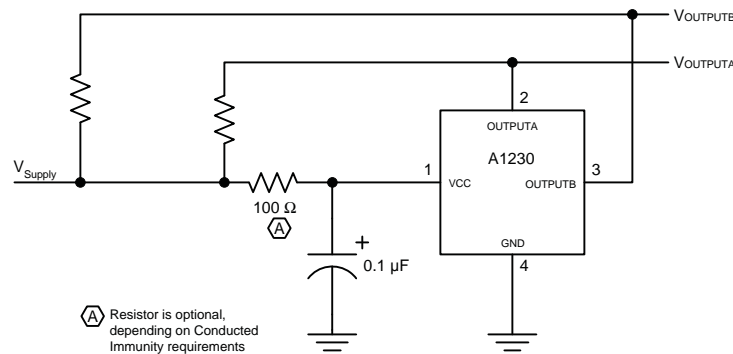 VOUTPUTB
VOUTPUTA
2
OUTPUTA
A1230
VSupply
1
VCC
OUTPUTB
3
100 Ω
A
+
0.1 µF
GND
4
A Resistor is optional,
depending on Conducted
Immunity requirements